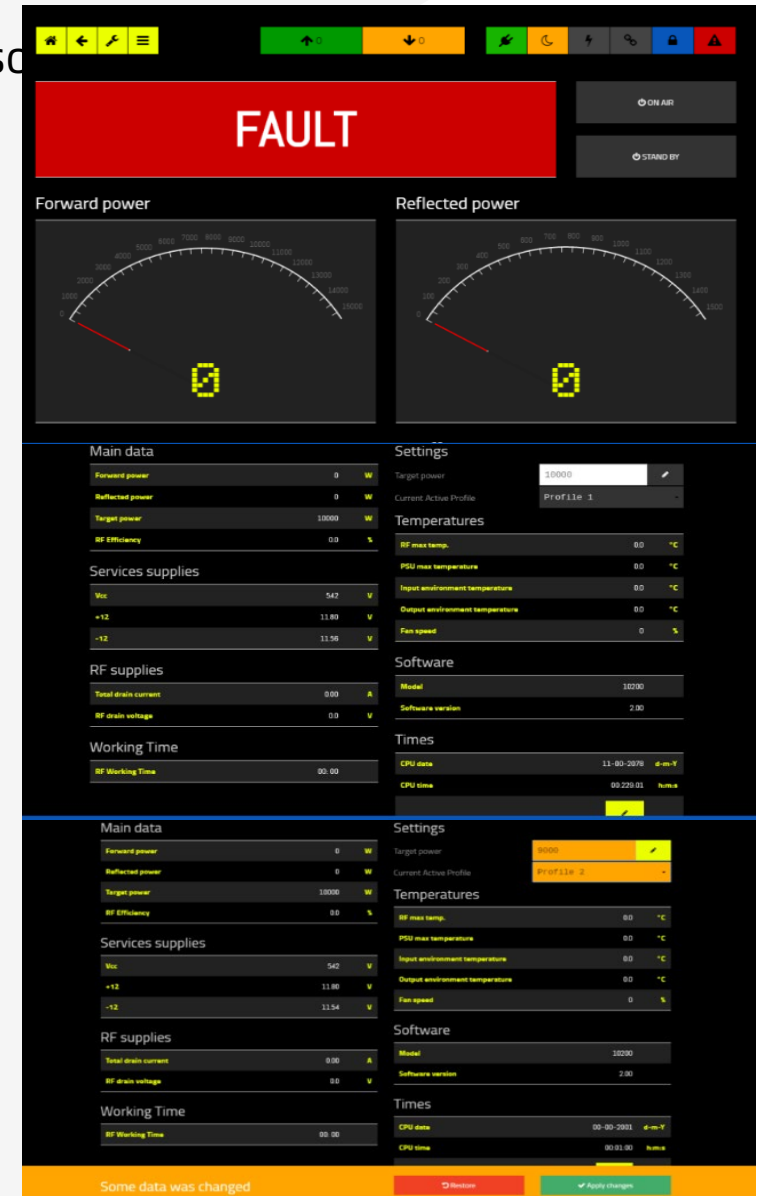 so
0
0
FAULT
ON AIR
STAND BY
Forward power
0
1000
2000
3000
4000
5000
6000
7000
8000
9000
10000
11000
12000
13000
14000
15000
0
Reflected power
0
100
200
300
400
500
600
700
800
900
1000
1100
1200
1300
1400
1500
0
Main data
Forward power 0 W
Reflected power 0 W
Target power 10000 W
RF Efficiency 0.0 %
Services supplies
Vcc 542 V
+12 11.80 V
-12 11.56 V
RF supplies
Total drain current 0.00 A
RF drain voltage 0.0 V
Working Time
RF Working Time 00: 00
Settings
Target power 10000
Current Active Profile Profile 1
Temperatures
RF max temp. 0.0 °C
PSU max temperature 0.0 °C
Input environment temperature 0.0 °C
Output environment temperature 0.0 °C
Fan speed 0 %
Software
Model 10200
Software version 2.00
Times
CPU data 11-00-2078 d-m-Y
CPU time 00:229:01 h:m:s
Main data
Forward power 0 W
Reflected power 0 W
Target power 10000 W
RF Efficiency 0.0 %
Services supplies
Vcc 542 V
+12 11.80 V
-12 11.54 V
RF supplies
Total drain current 0.00 A
RF drain voltage 0.0 V
Working Time
RF Working Time 00: 00
Settings
Target power 9000
Current Active Profile Profile 2
Temperatures
RF max temp. 0.0 °C
PSU max temperature 0.0 °C
Input environment temperature 0.0 °C
Output environment temperature 0.0 °C
Fan speed 0 %
Software
Model 10200
Software version 2.00
Times
CPU data 00-00-2001 d-m-Y
CPU time 00:01:00 h:m:s
Some data was changed
Restore
Apply changes